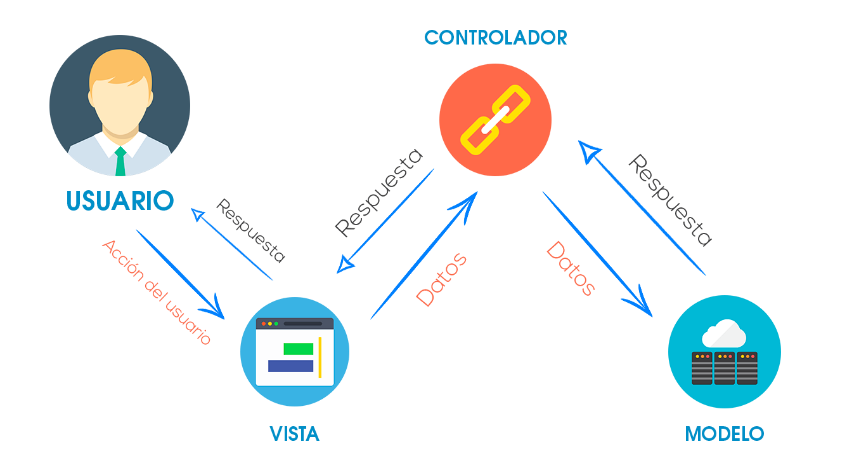 CONTROLADOR
USUARIO
Respuesta
Acción del usuario
Respuesta
Datos
Datos
Respuesta
VISTA
MODELO